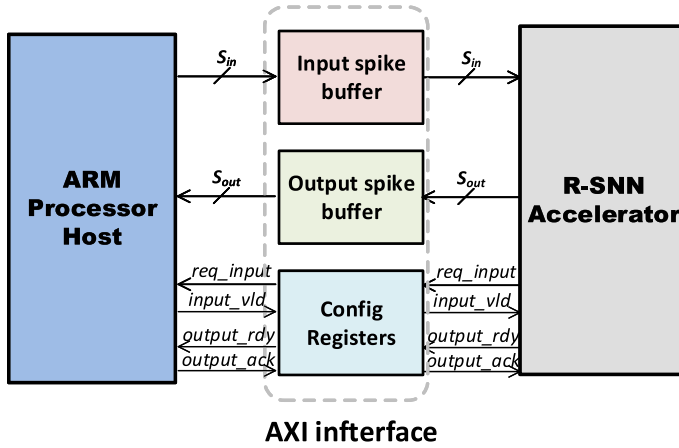 ARM
Processor
Host
S_in
Input spike
buffer
S_in
R-SNN
Accelerator
S_out
Output spike
buffer
S_out
req_input
input_vld
output_rdy
output_ack
Config
Registers
req_input
input_vld
output_rdy
output_ack
AXI infterface